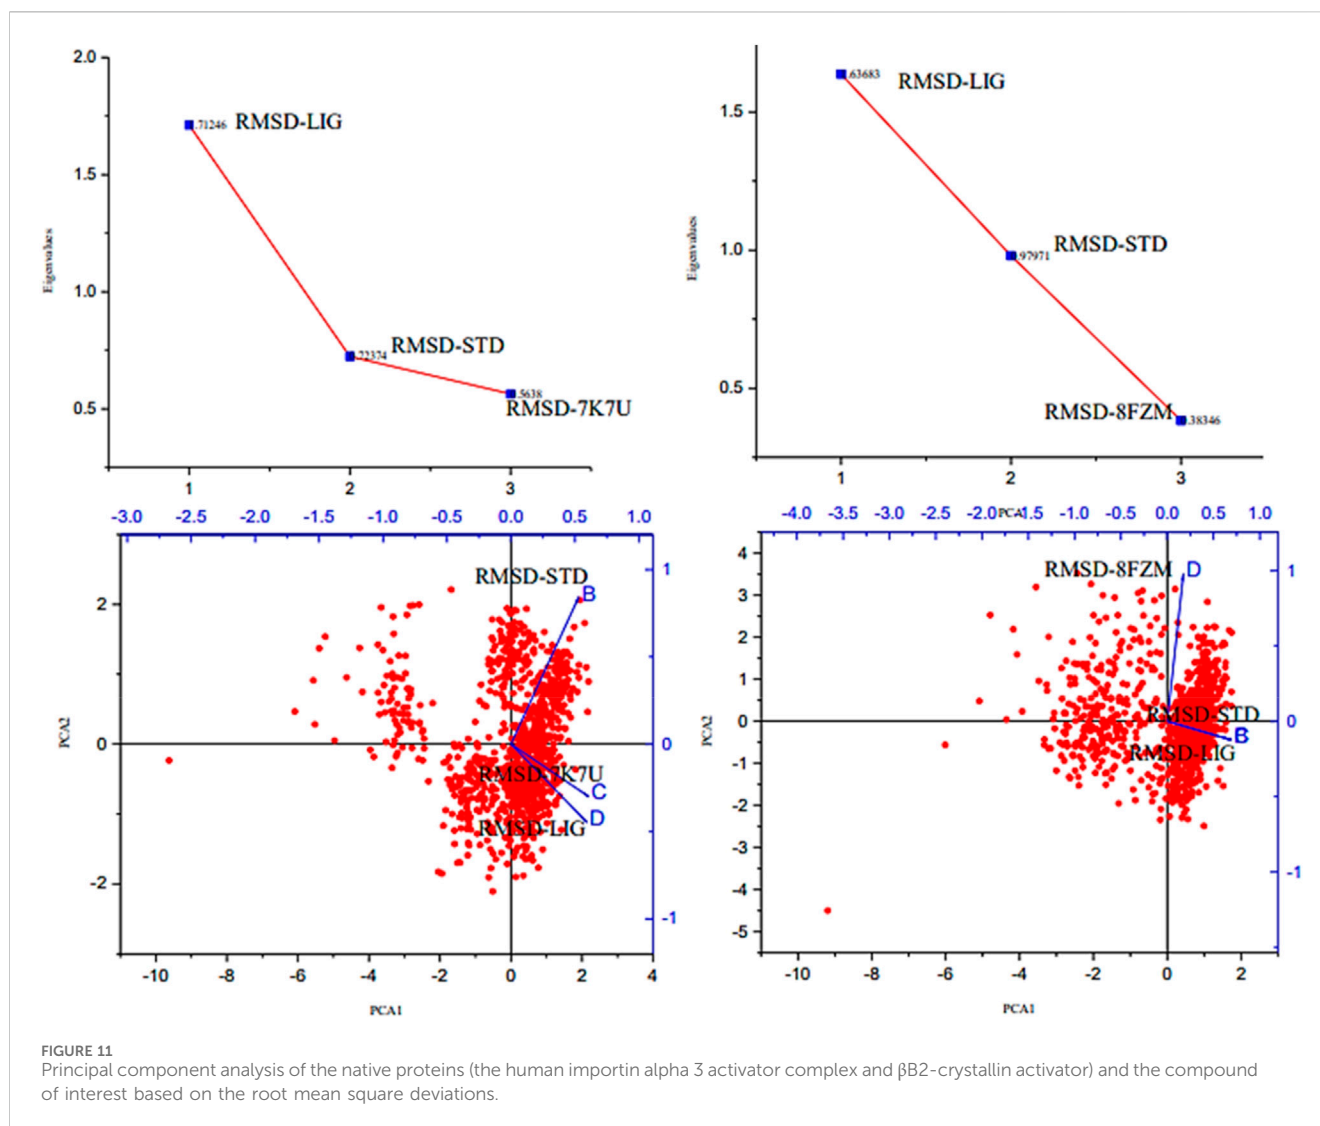 2.0
1.5
1.0
0.5
Eigenvalues
.71246
RMSD-LIG
.72374
RMSD-STD
.5638
RMSD-7K7U
1 2 3
1.5
1.0
0.5
Eigenvalues
.63683
RMSD-LIG
.97971
RMSD-STD
RMSD-8FZM
.38346
1 2 3
-3.0 -2.5 -2.0 -1.5 -1.0 -0.5 0.0 0.5 1.0
2
0
-2
PCA2
RMSD-STD
B
RMSD-7K7U
C
D
RMSD-LIG
1
0
-1
-10 -8 -6 -4 -2 0 2 4
PCA1
-4.0 -3.5 -3.0 -2.5 -2.0 -1.5 -1.0 -0.5 0.0 0.5 1.0
4
3
2
1
0
-1
-2
-3
-4
-5
PCA2
RMSD-8FZM
D
RMSD-STD
B
RMSD-LIG
1
0
-1
-10 -8 -6 -4 -2 0 2
PCA1
FIGURE 11
Principal component analysis of the native proteins (the human importin alpha 3 activator complex and βB2-crystallin activator) and the compound
of interest based on the root mean square deviations.